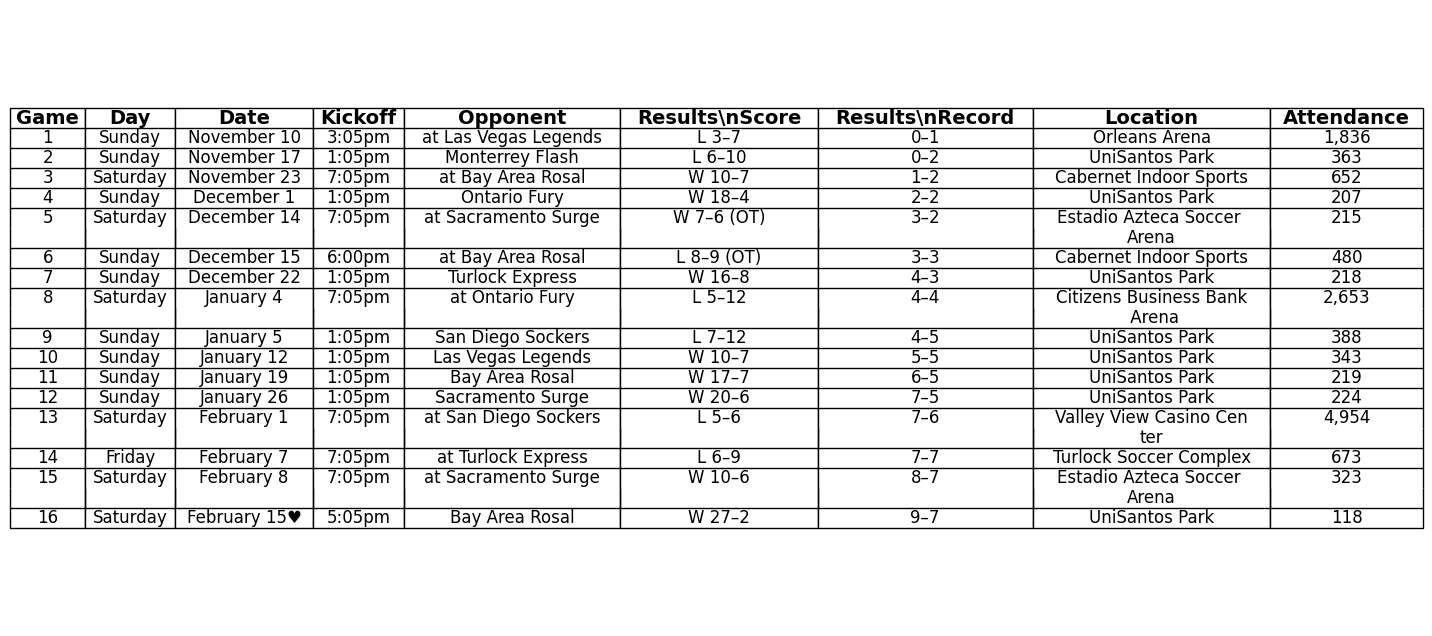 Game Day Date Kickoff Opponent Results\nScore Results\nRecord Location Attendance
1 Sunday November 10 3:05pm at Las Vegas Legends L 3–7 0–1 Orleans Arena 1,836
2 Sunday November 17 1:05pm Monterrey Flash L 6–10 0–2 UniSantos Park 363
3 Saturday November 23 7:05pm at Bay Area Rosal W 10–7 1–2 Cabernet Indoor Sports 652
4 Sunday December 1 1:05pm Ontario Fury W 18–4 2–2 UniSantos Park 207
5 Saturday December 14 7:05pm at Sacramento Surge W 7–6 (OT) 3–2 Estadio Azteca Soccer 215
Arena
6 Sunday December 15 6:00pm at Bay Area Rosal L 8–9 (OT) 3–3 Cabernet Indoor Sports 480
7 Sunday December 22 1:05pm Turlock Express W 16–8 4–3 UniSantos Park 218
8 Saturday January 4 7:05pm at Ontario Fury L 5–12 4–4 Citizens Business Bank 2,653
Arena
9 Sunday January 5 1:05pm San Diego Sockers L 7–12 4–5 UniSantos Park 388
10 Sunday January 12 1:05pm Las Vegas Legends W 10–7 5–5 UniSantos Park 343
11 Sunday January 19 1:05pm Bay Area Rosal W 17–7 6–5 UniSantos Park 219
12 Sunday January 26 1:05pm Sacramento Surge W 20–6 7–5 UniSantos Park 224
13 Saturday February 1 7:05pm at San Diego Sockers L 5–6 7–6 Valley View Casino Cen 4,954
ter
14 Friday February 7 7:05pm at Turlock Express L 6–9 7–7 Turlock Soccer Complex 673
15 Saturday February 8 7:05pm at Sacramento Surge W 10–6 8–7 Estadio Azteca Soccer 323
Arena
16 Saturday February 15♥ 5:05pm Bay Area Rosal W 27–2 9–7 UniSantos Park 118